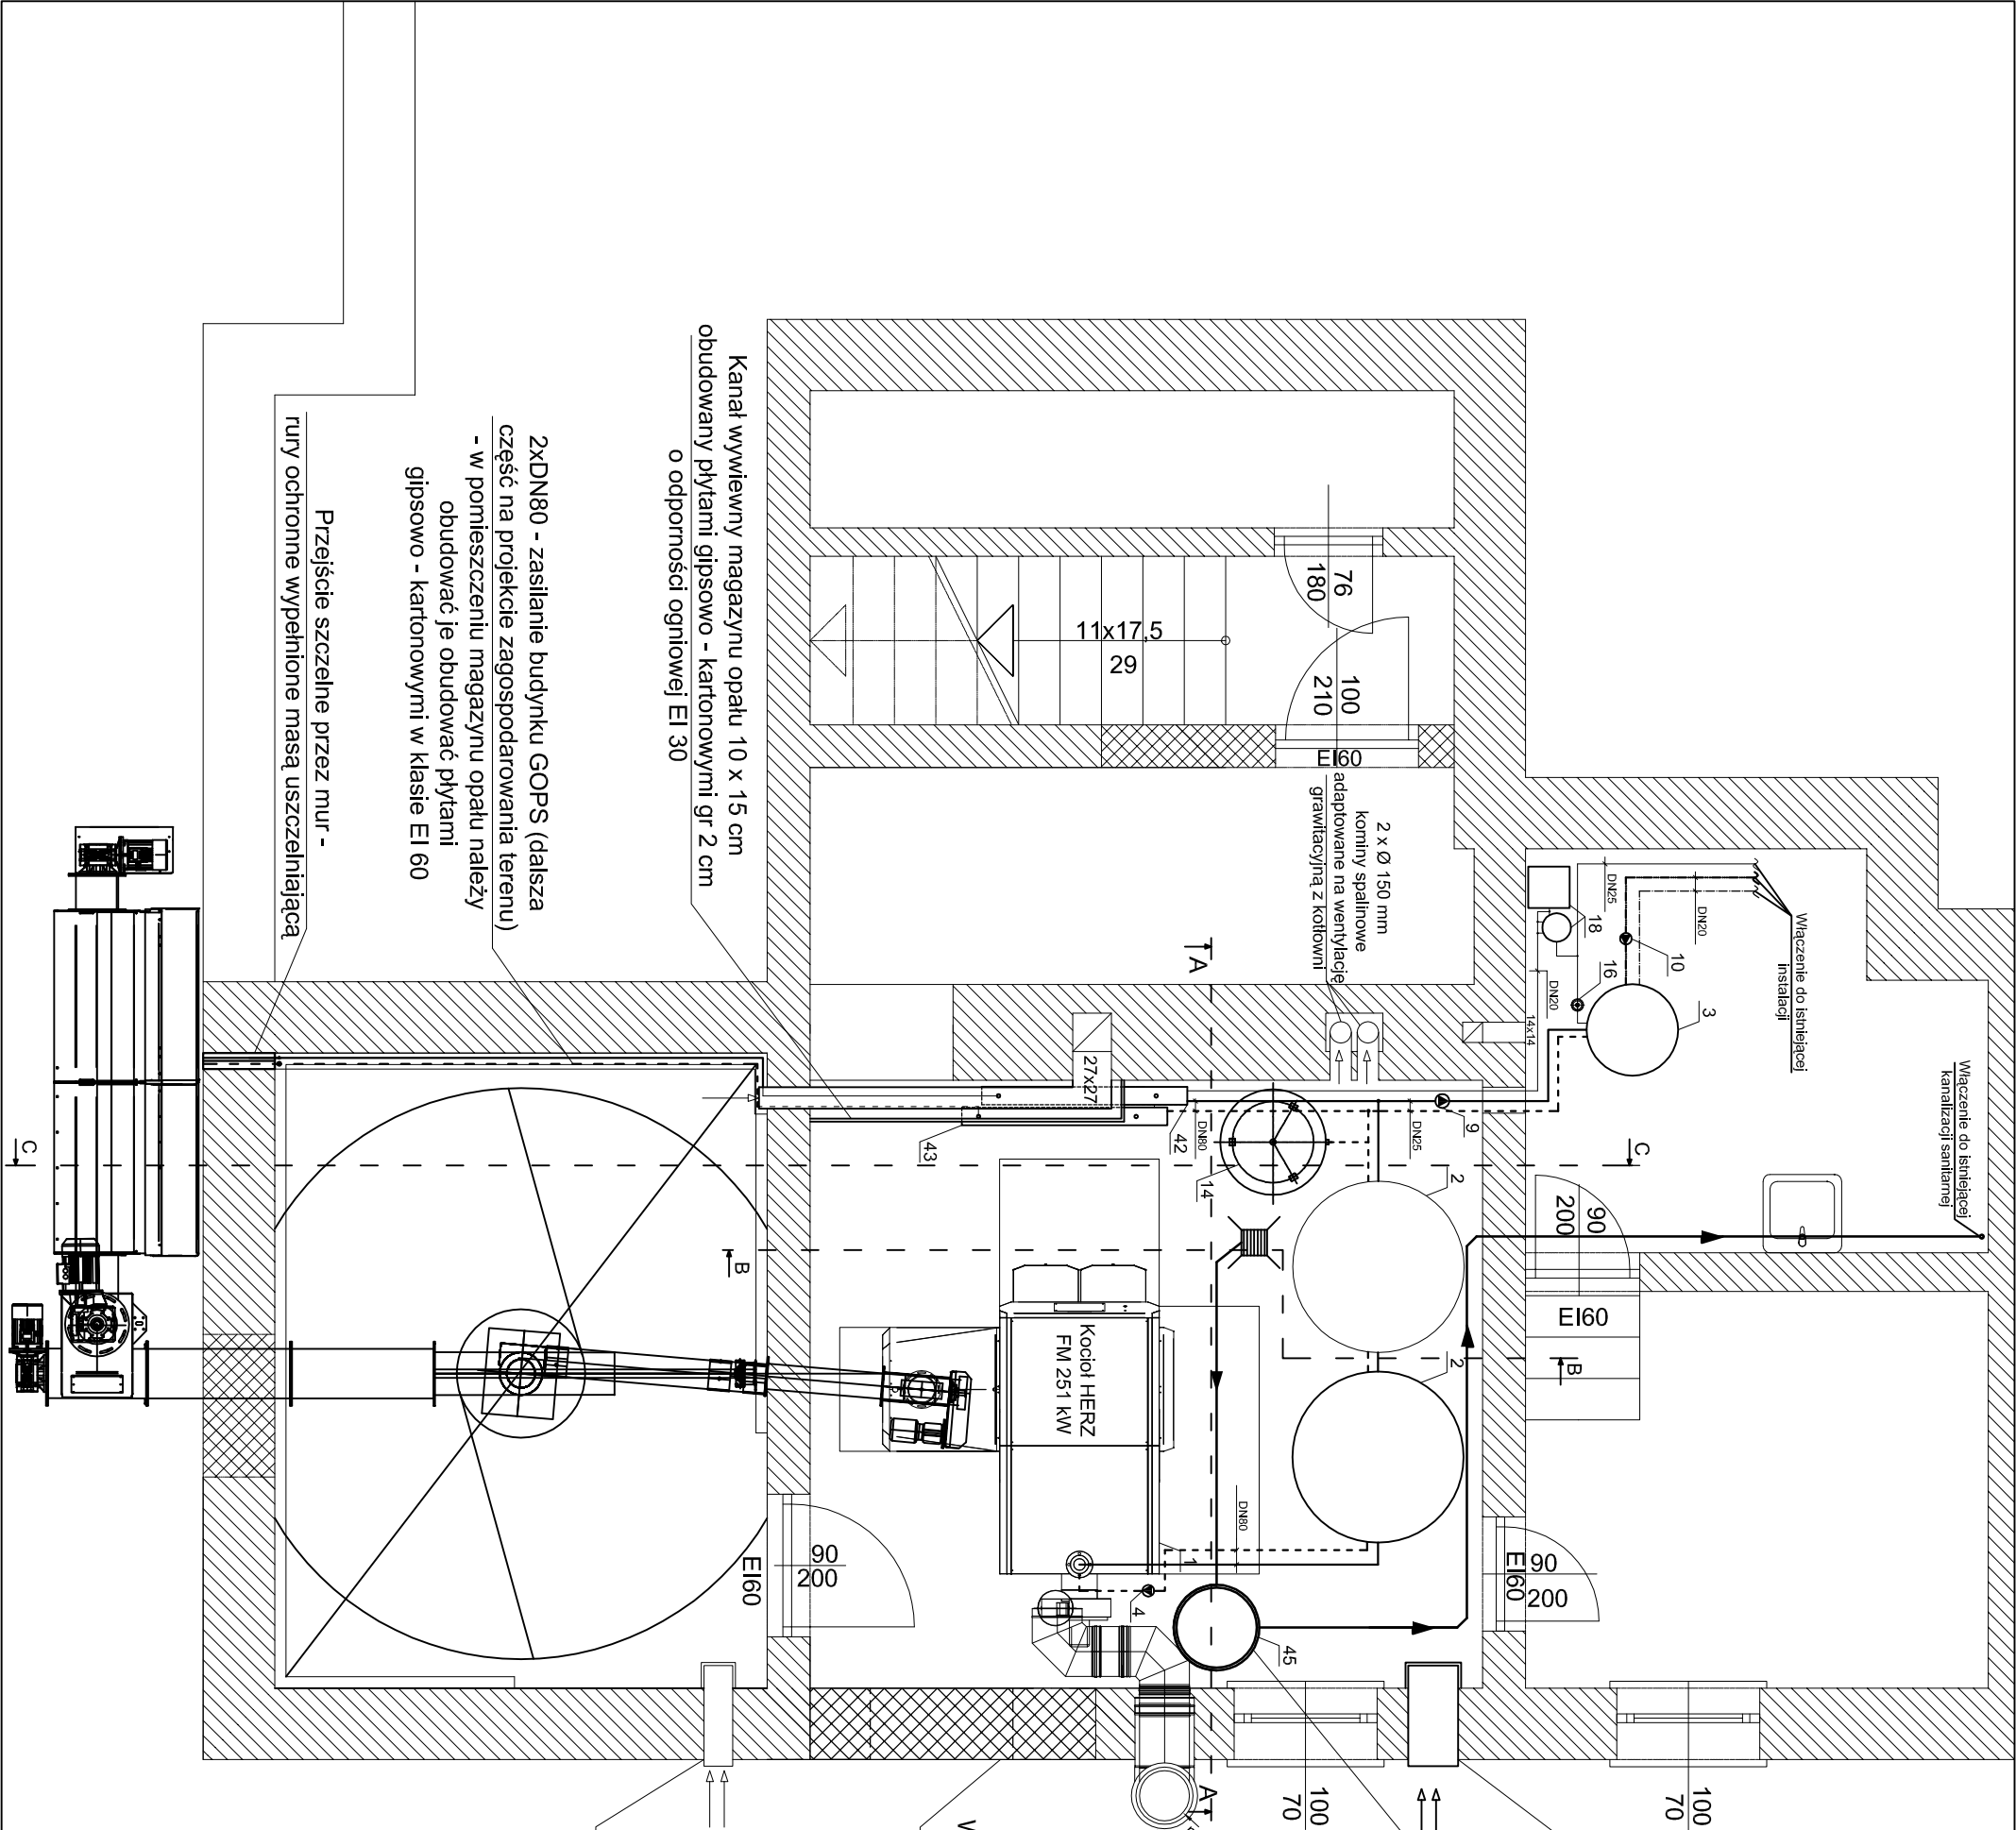 Kanał wywiewny magazynu opału 10 x 15 cm
obudowany płytami gipsowo - kartonowymi gr 2 cm
o odporności ogniowej EI 30
2xDN80 - zasilanie budynku GOPS (dalsza
część na projekcie zagospodarowania terenu)
- w pomieszczeniu magazynu opału należy
obudować je obudować płytami
gipsowo - kartonowymi w klasie EI 60
Przejście szczelne przez mur -
rury ochronne wypełnione masą uszczelniającą
2 x Ø 150 mm
kominy spalinowe
adaptowane na wentylację
grawitacyjną z kotłowni
Włączenie do istniejącej
instalacji
Włączenie do istniejącej
kanalizacji sanitarnej
76
180
100
210
EI60
11x17,5
29
DN25
DN20
18
10
16
3
DN20
14x14
27x27
A
9
DN25
DN80
42
43
14
C
C
2
2
B
B
90
200
EI60
Kocioł HERZ
FM 251 kW
DN80
1
4
45
90
200
EI60
90
200
EI60
A
100
70
100
70